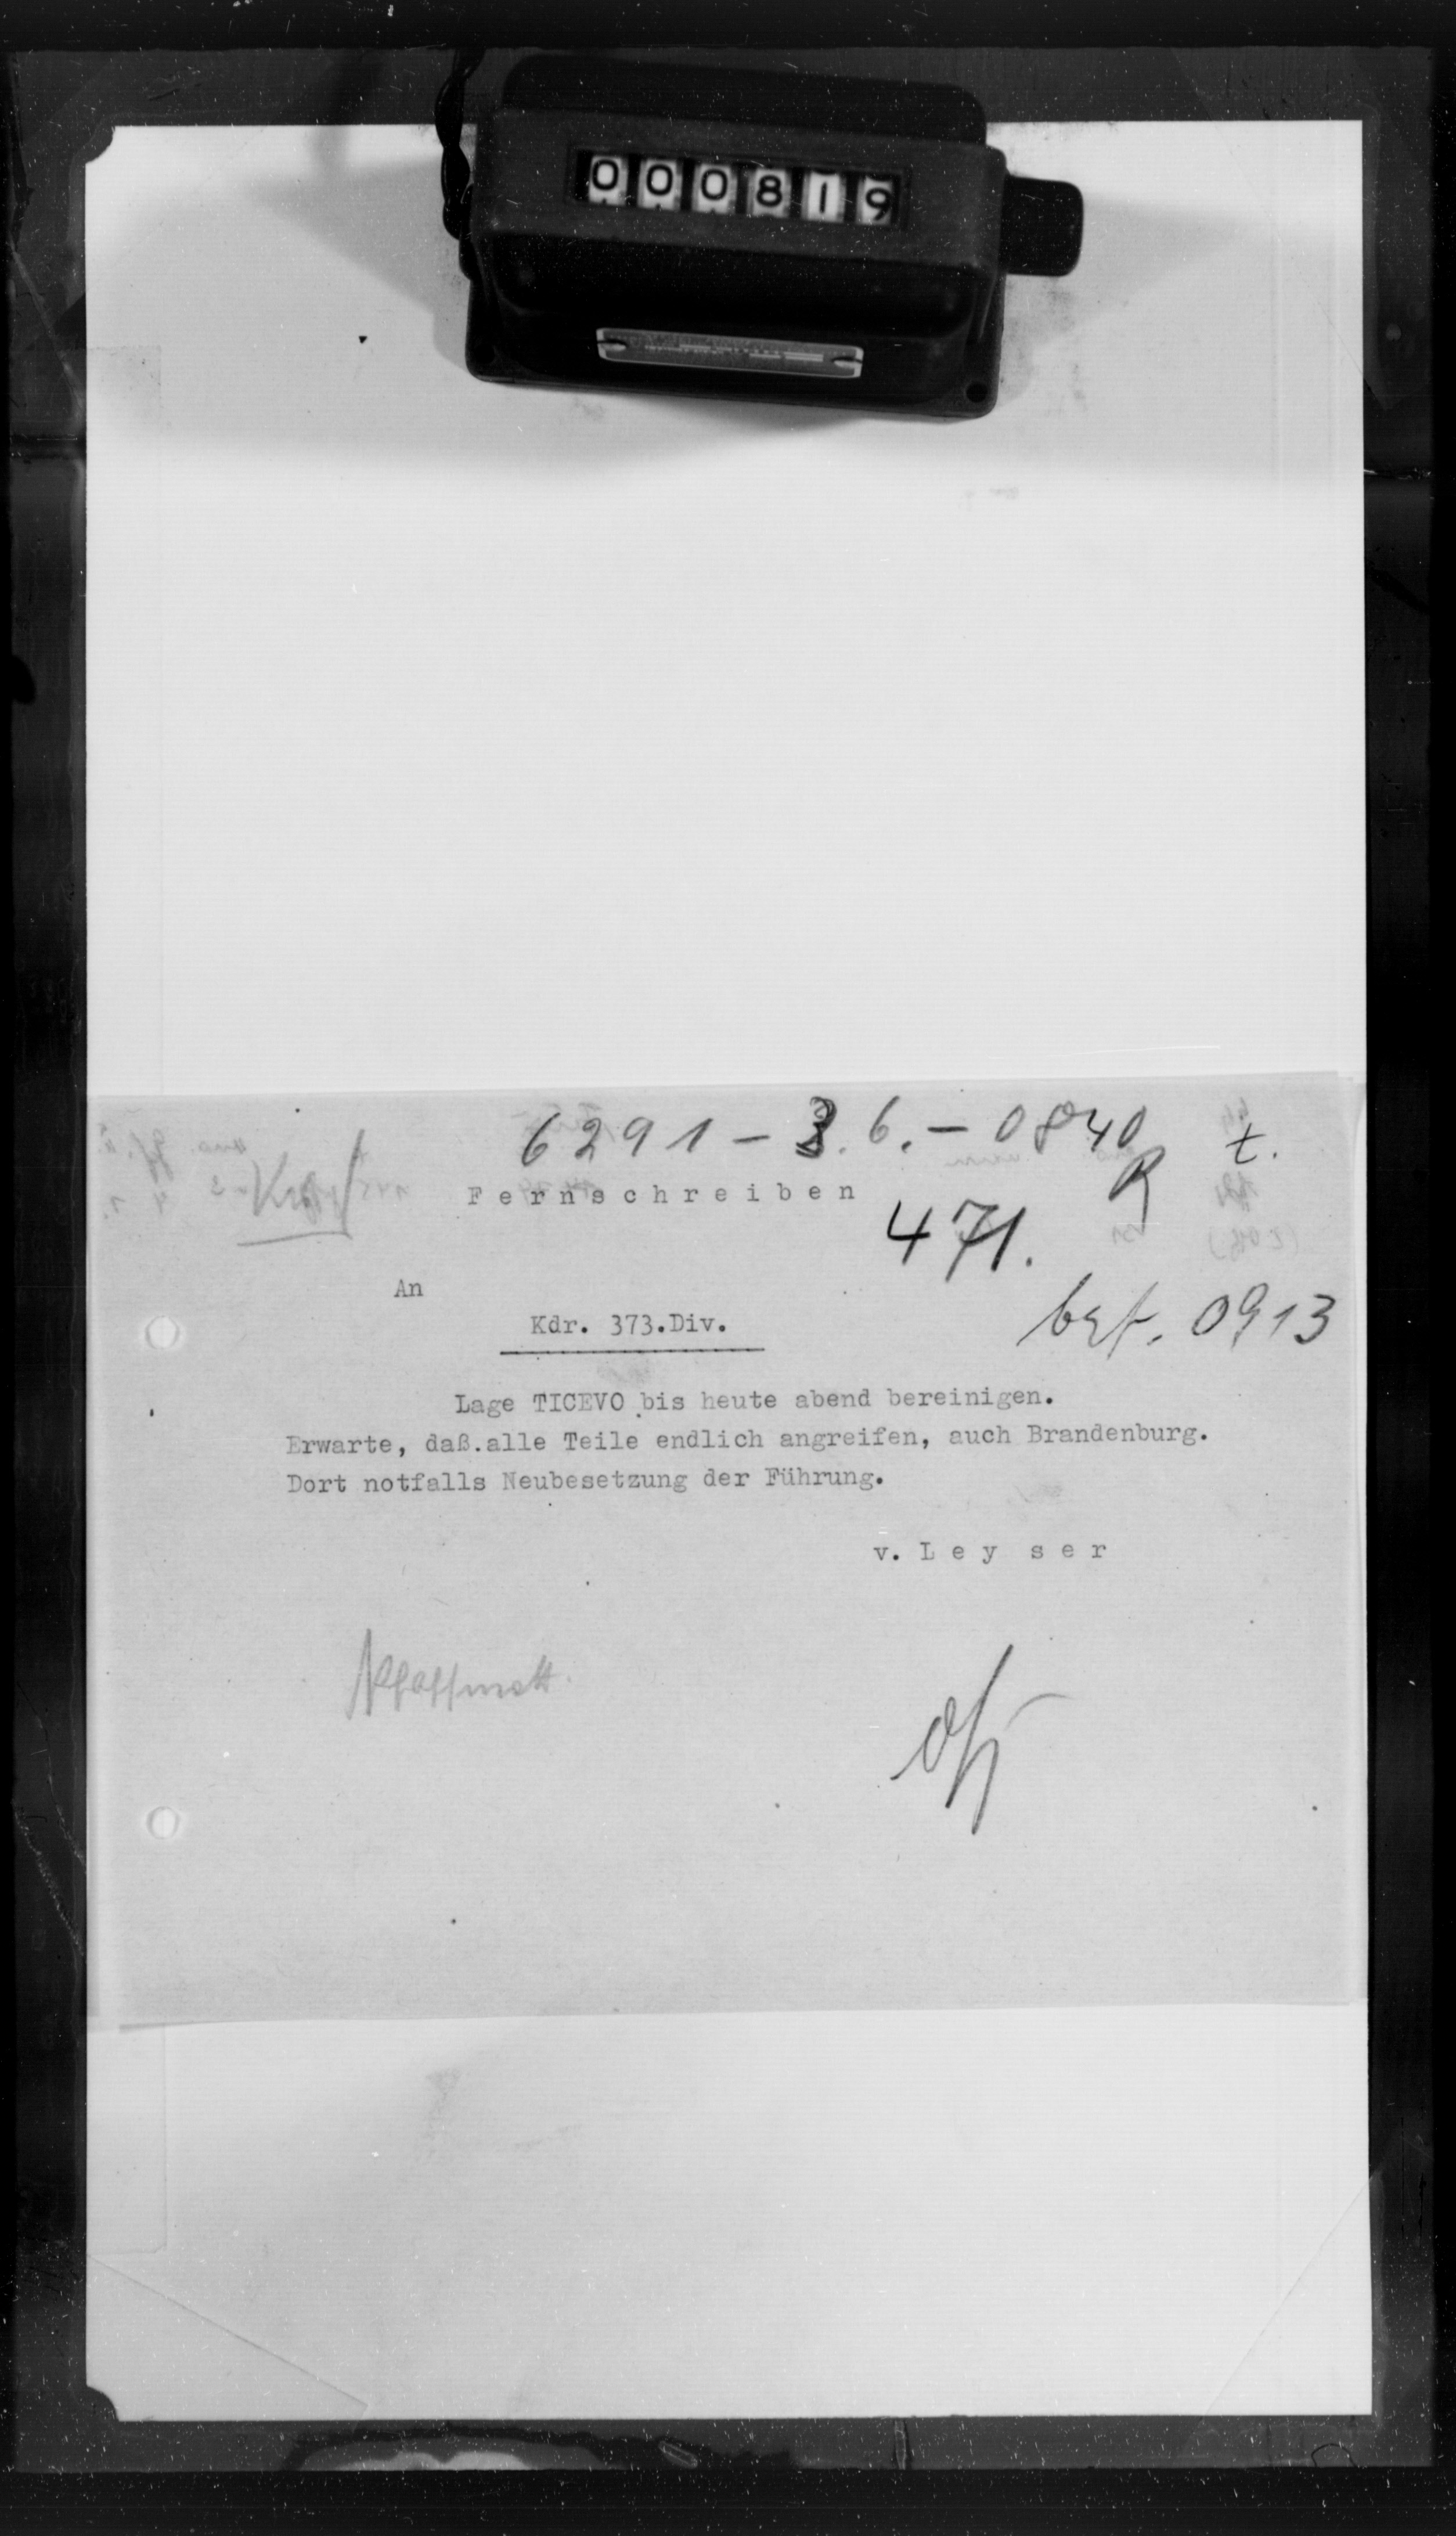 000819
6291 - 3.6. - 0840 t.
Fernschreiben
R
471.
An
bef. 0913
Kdr. 373.Div.
Lage TICEVO bis heute abend bereinigen.
Erwarte, daß.alle Teile endlich angreifen, auch Brandenburg.
Dort notfalls Neubesetzung der Führung.
v. Leyser